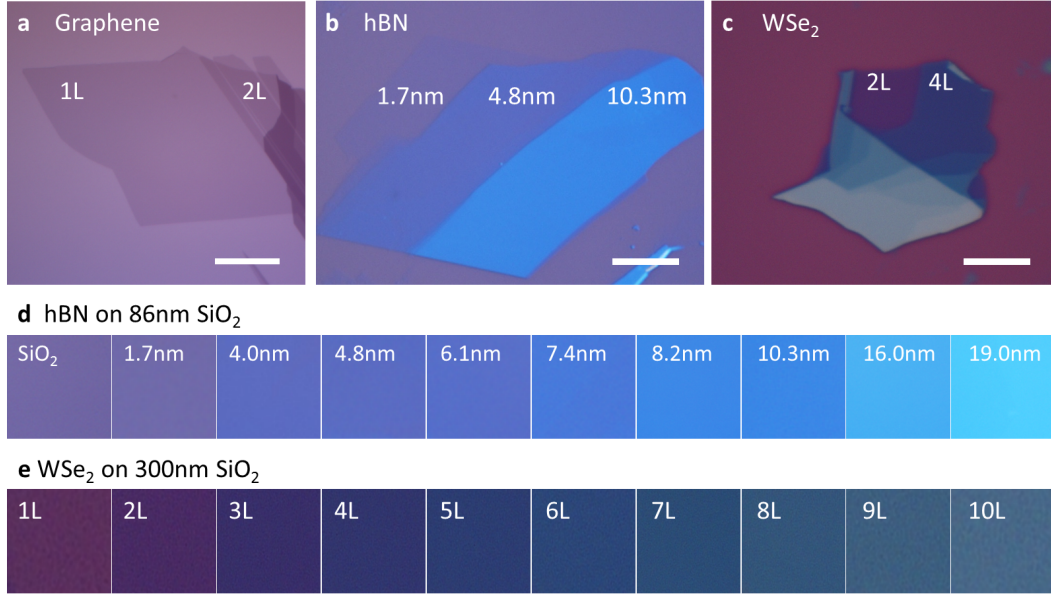 a Graphene
1L
2L
b hBN
1.7nm
4.8nm
10.3nm
c WSe₂
2L
4L
d hBN on 86nm SiO₂
SiO₂ 1.7nm 4.0nm 4.8nm 6.1nm 7.4nm 8.2nm 10.3nm 16.0nm 19.0nm
e WSe₂ on 300nm SiO₂
1L 2L 3L 4L 5L 6L 7L 8L 9L 10L